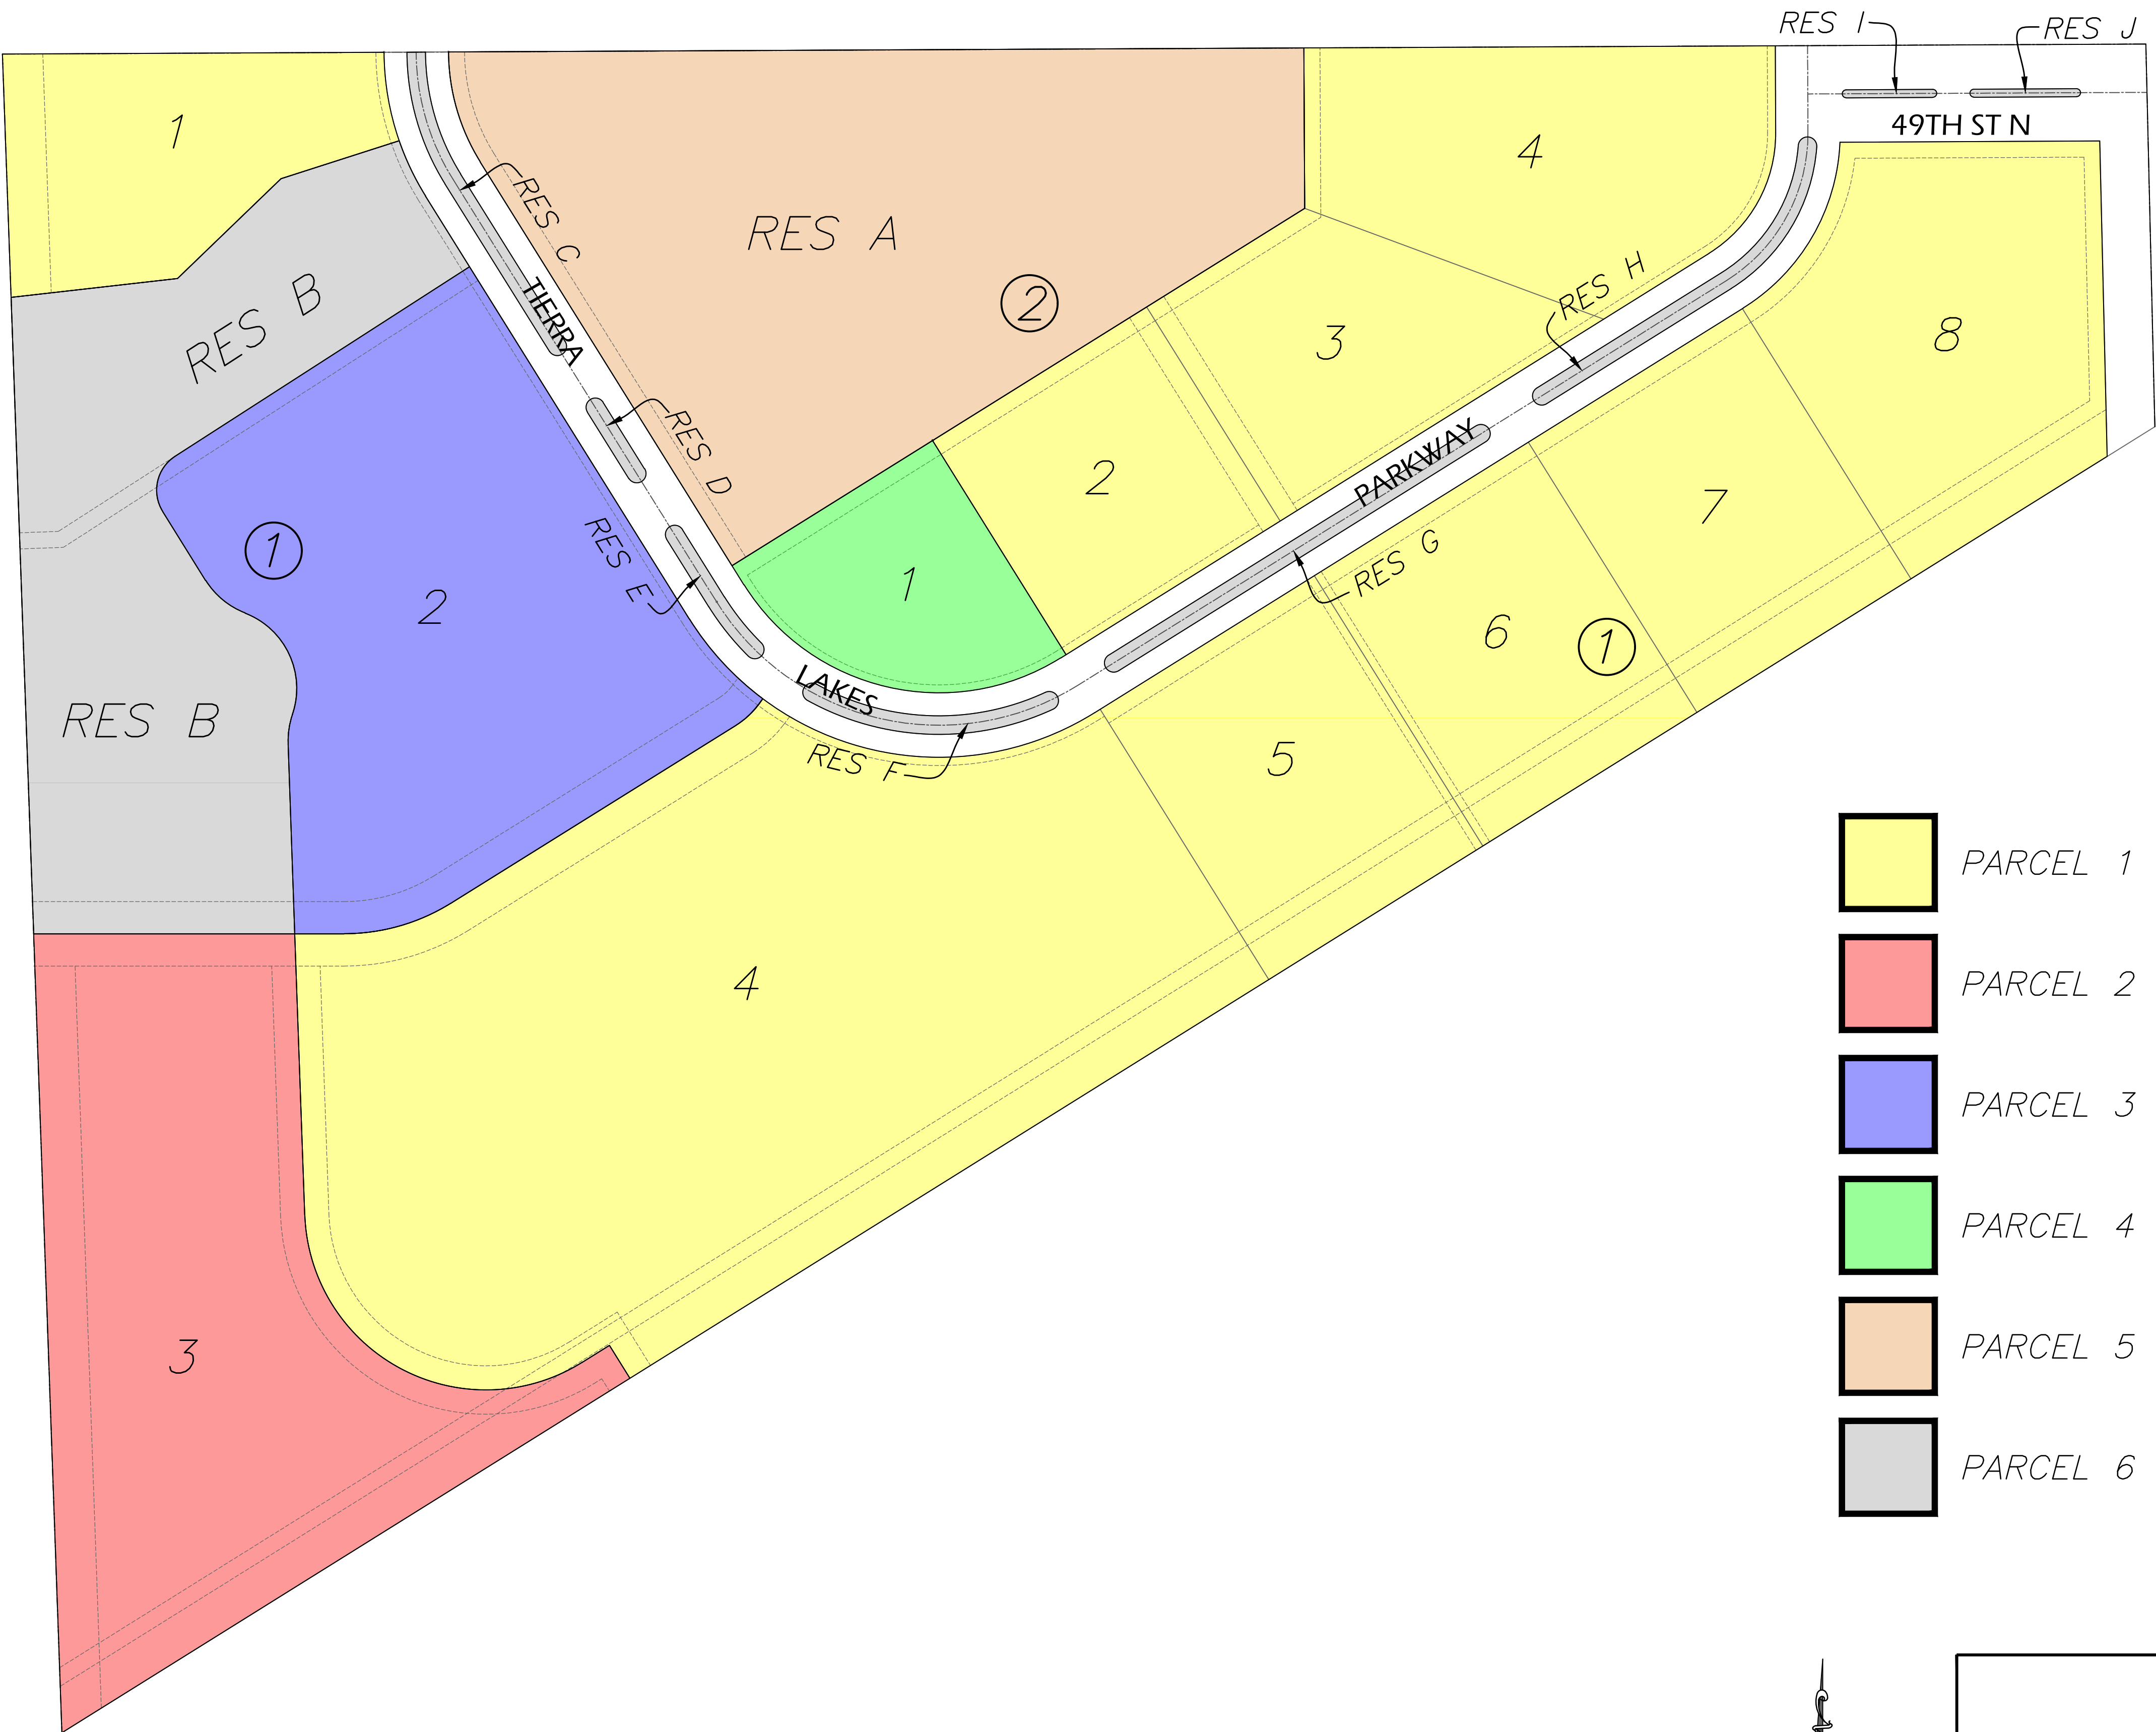 RES I
RES J
49TH ST N
1
4
RES C
RES A
RES B
TIERRA
2
RES H
3
8
RES D
PARKWAY
2
7
1
RES E
1
RES G
2
6
1
LAKES
RES B
RES F
5
4
3
PARCEL 1
PARCEL 2
PARCEL 3
PARCEL 4
PARCEL 5
PARCEL 6